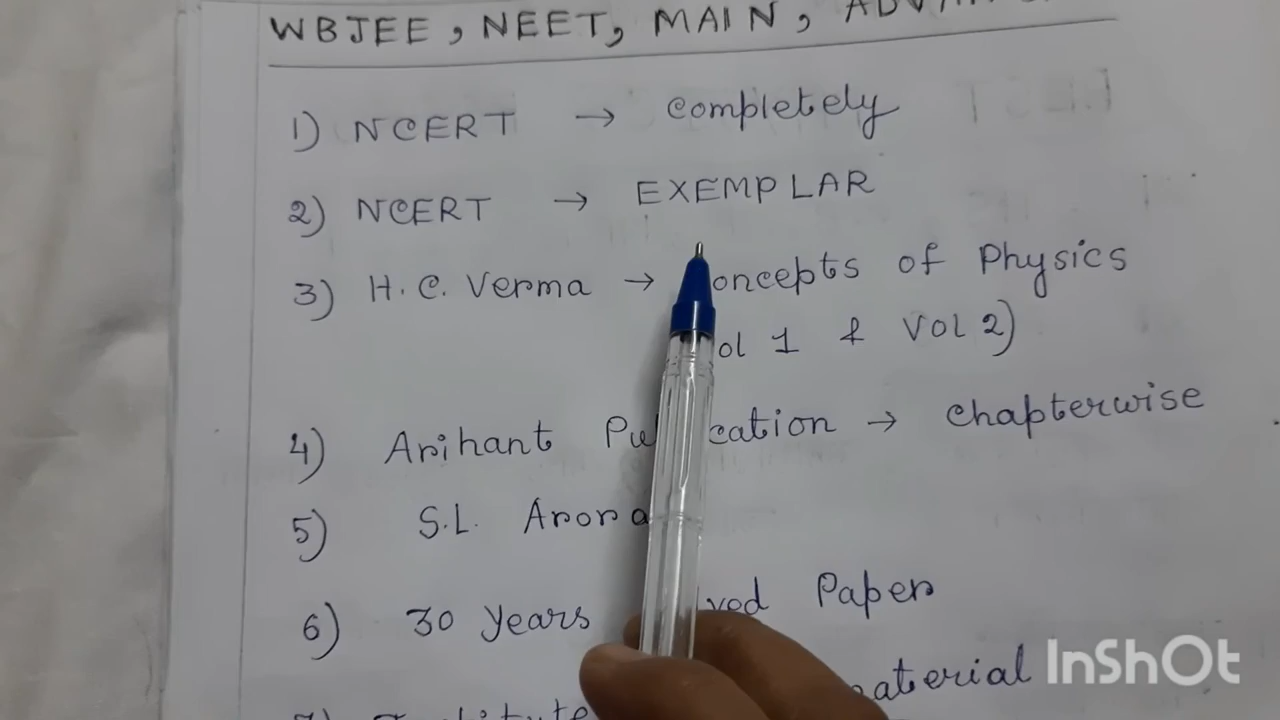 WBJEE, NEET, MAIN,
1) NCERT → Completely
2) NCERT → EXEMPLAR
3) H.C. Verma → oncepts of Physics
ol 1 & Vol 2)
4) Arihant Pu cation → Chapterwise
5) S.L. Arora
6) 30 Years ved Paper
material
InShOt